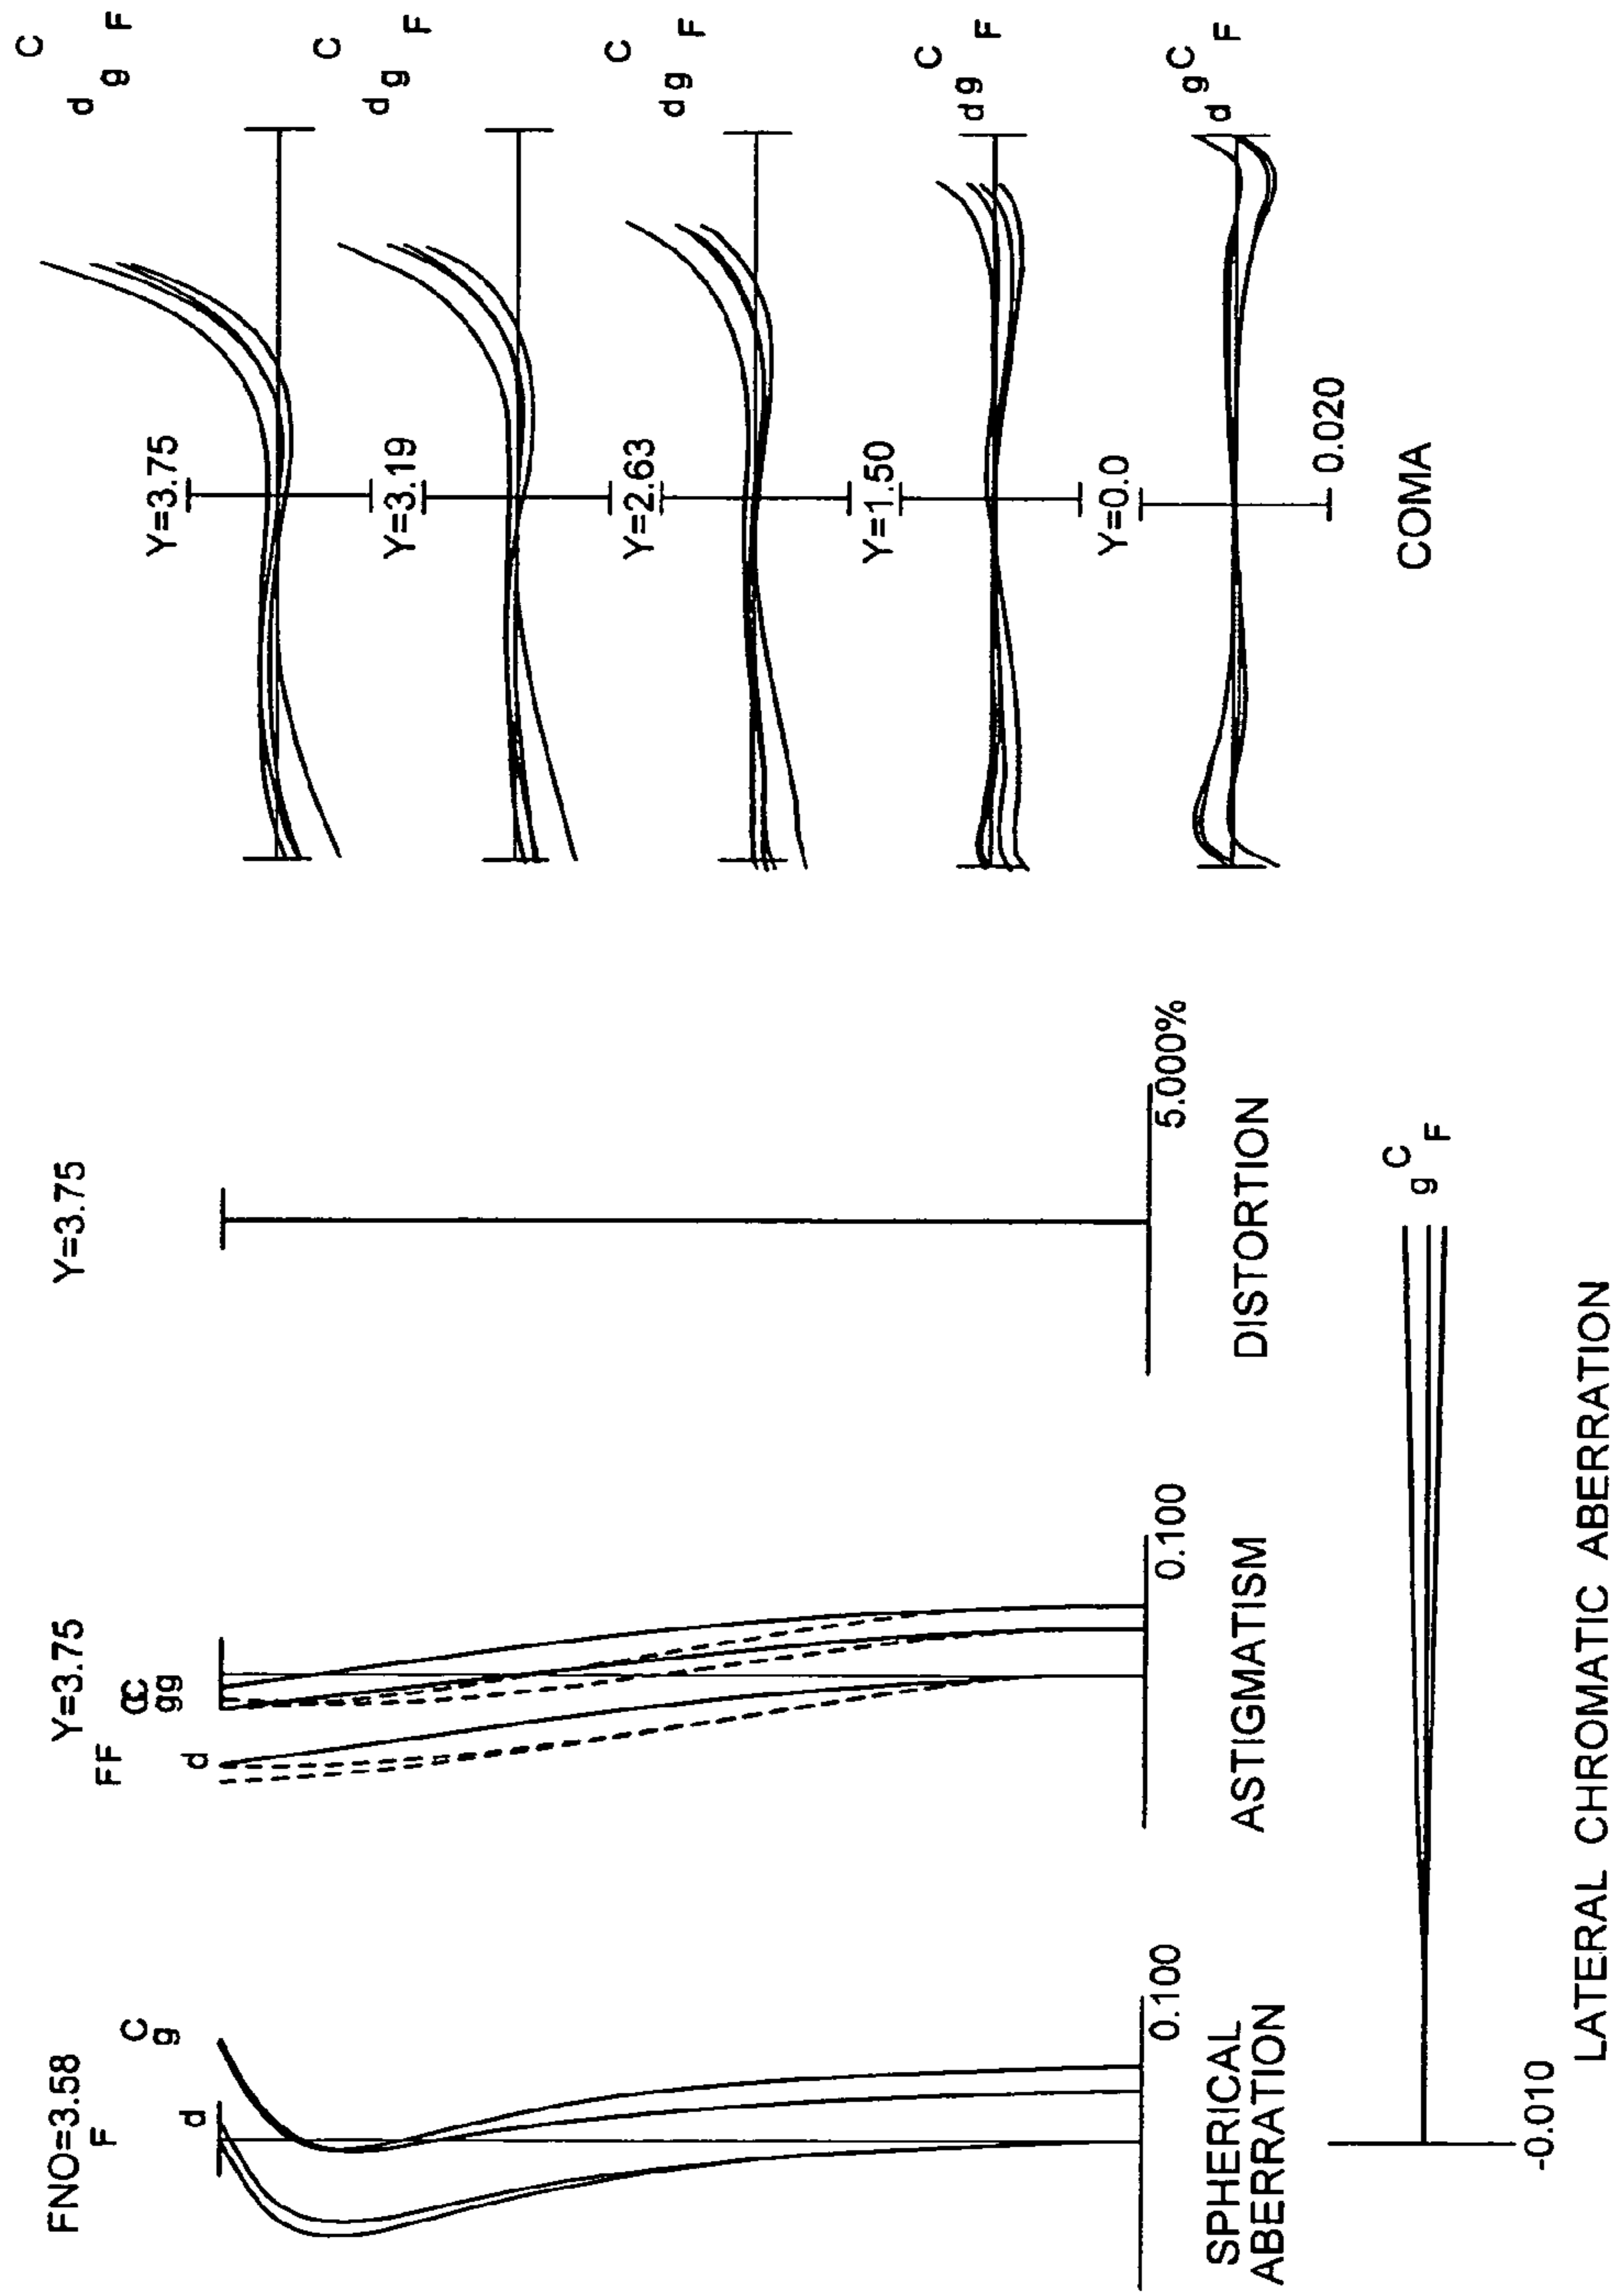 FNO=3.58
F
d
C
g
0.100
SPHERICAL
ABERRATION
Y=3.75
FF
CC
gg
d
0.100
ASTIGMATISM
Y=3.75
5.000%
DISTORTION
-0.010
C
g
F
LATERAL CHROMATIC ABERRATION
Y=3.75
C
d
g
F
Y=3.19
C
d
g
F
Y=2.63
C
d
g
F
Y=1.50
C
d
g
F
Y=0.0
C
g
d
F
0.020
COMA